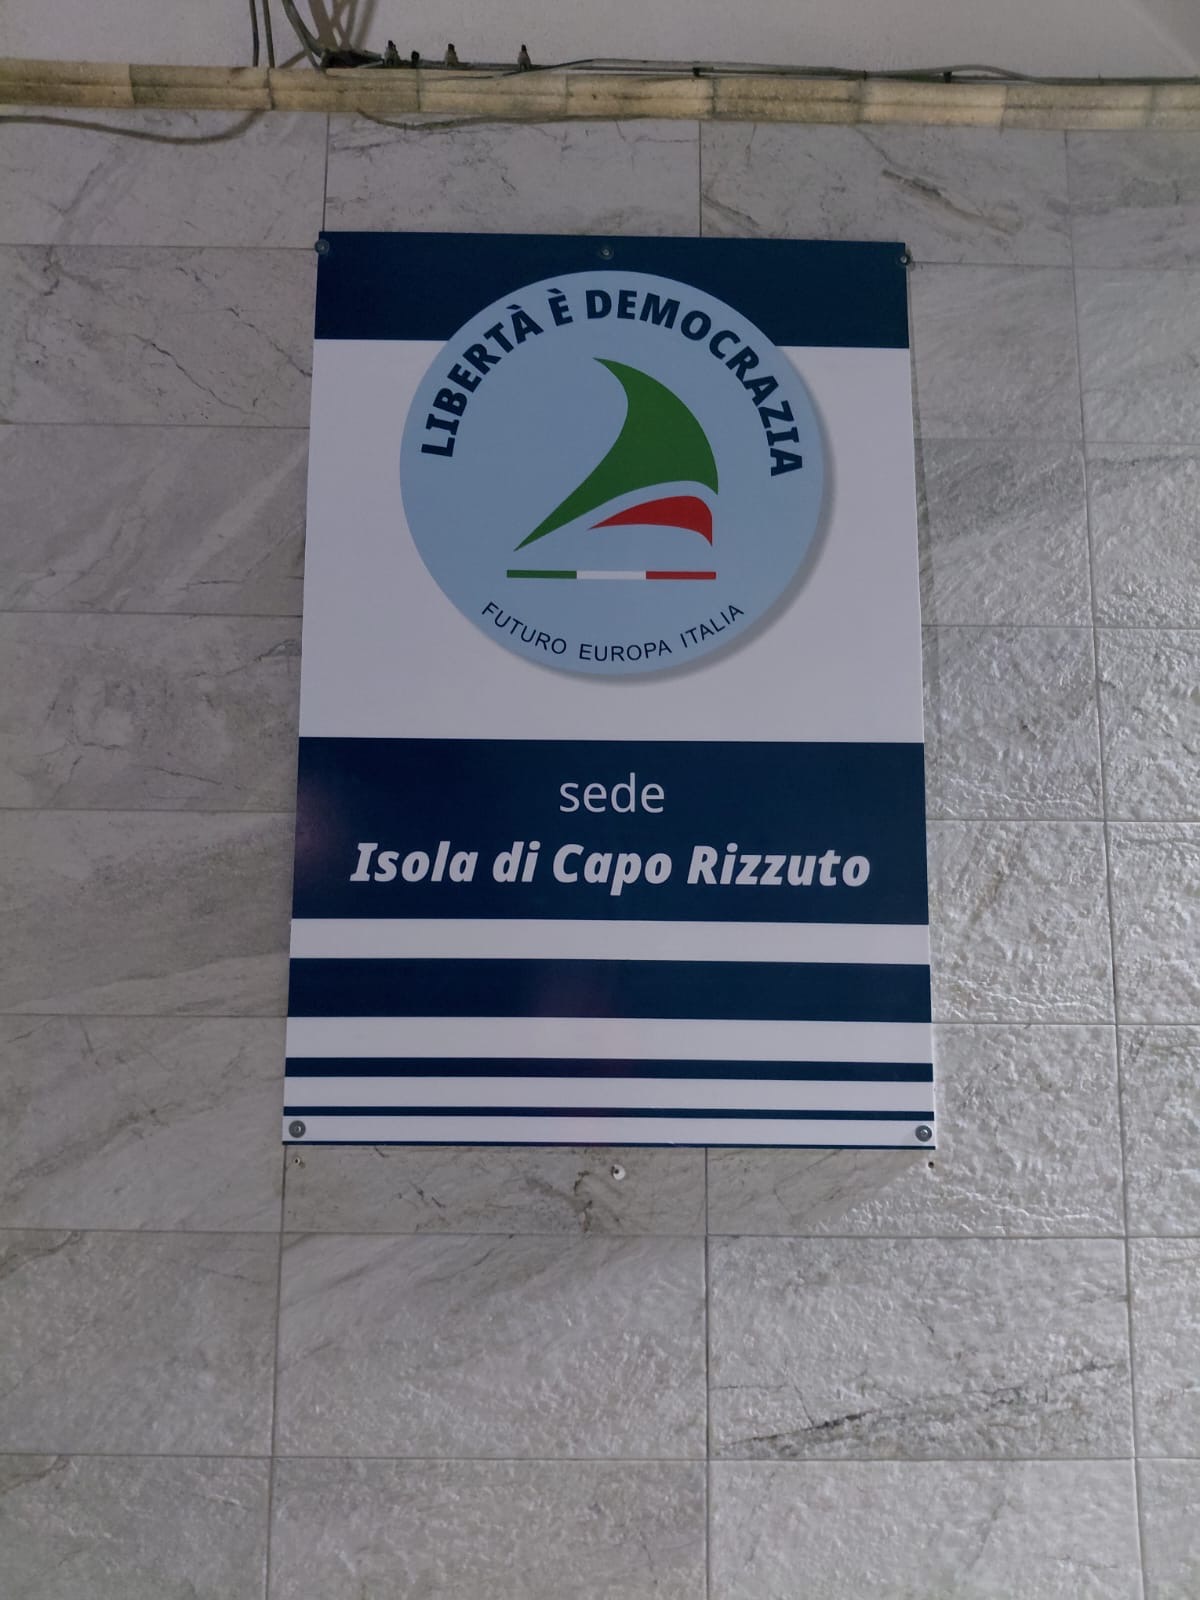 LIBERTÀ È DEMOCRAZIA
FUTURO EUROPA ITALIA
sede
Isola di Capo Rizzuto